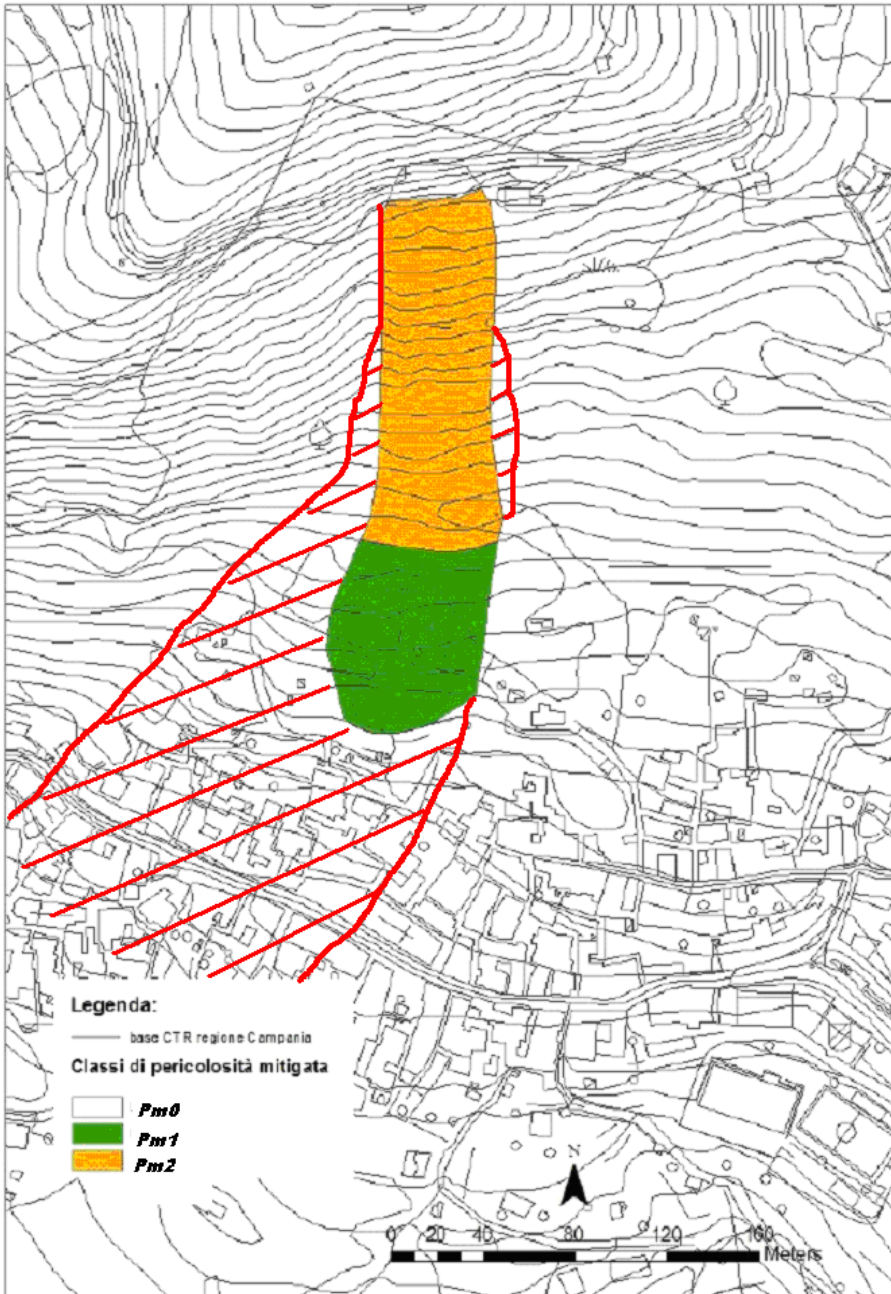 Legenda:
base CTR regione Campania
Classi di pericolosità mitigata
Pm0
Pm1
Pm2
N
0 20 40 80 120 160
Meters